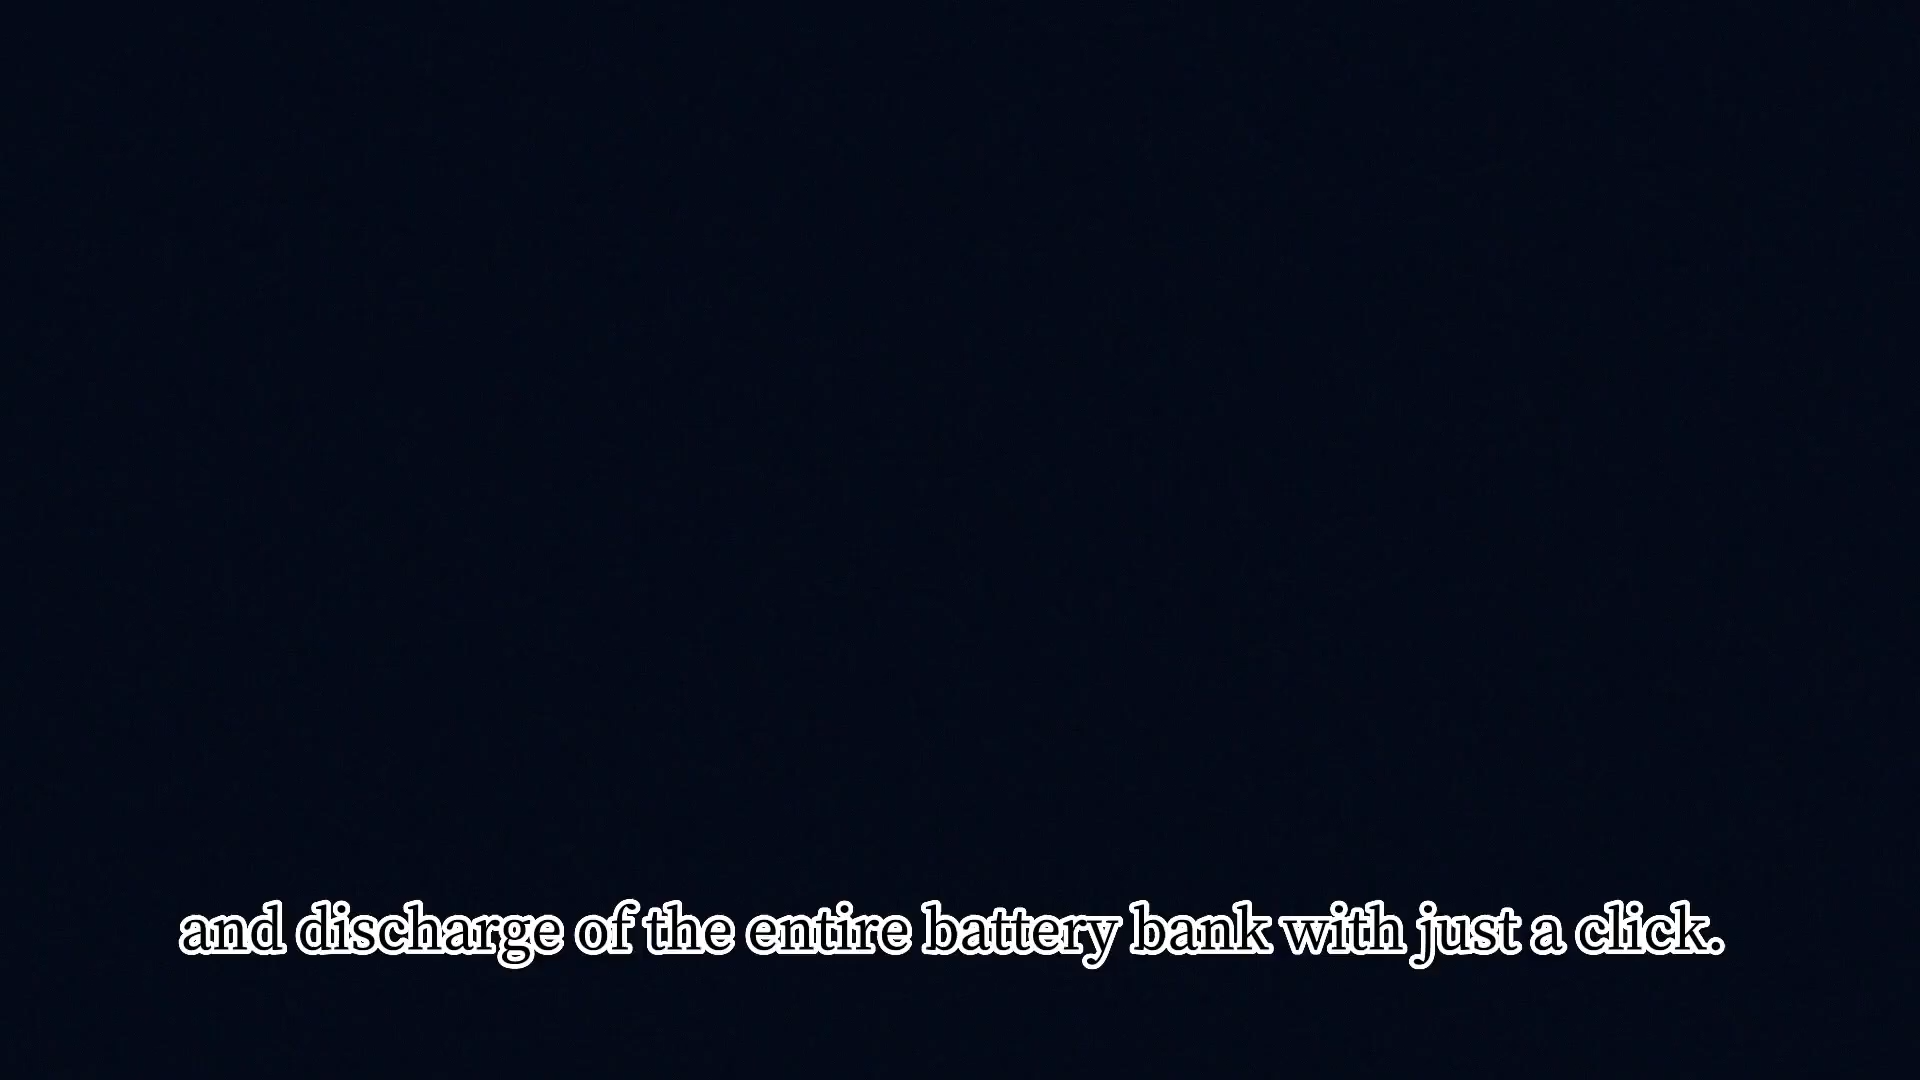 and discharge of the entire battery bank with just a click.